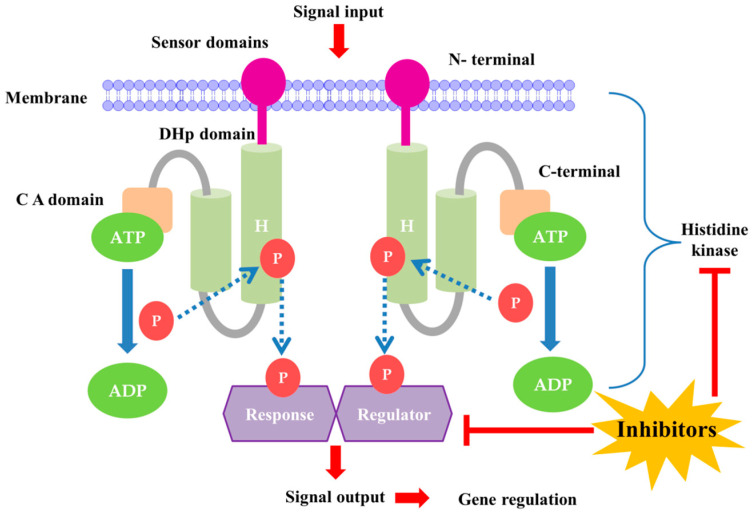 Signal input
Sensor domains
N- terminal
Membrane
DHp domain
C-terminal
C A domain
H
H
ATP
ATP
Histidine
kinase
P
P
P
P
ADP
ADP
P
P
Response
Regulator
Inhibitors
Signal output
Gene regulation